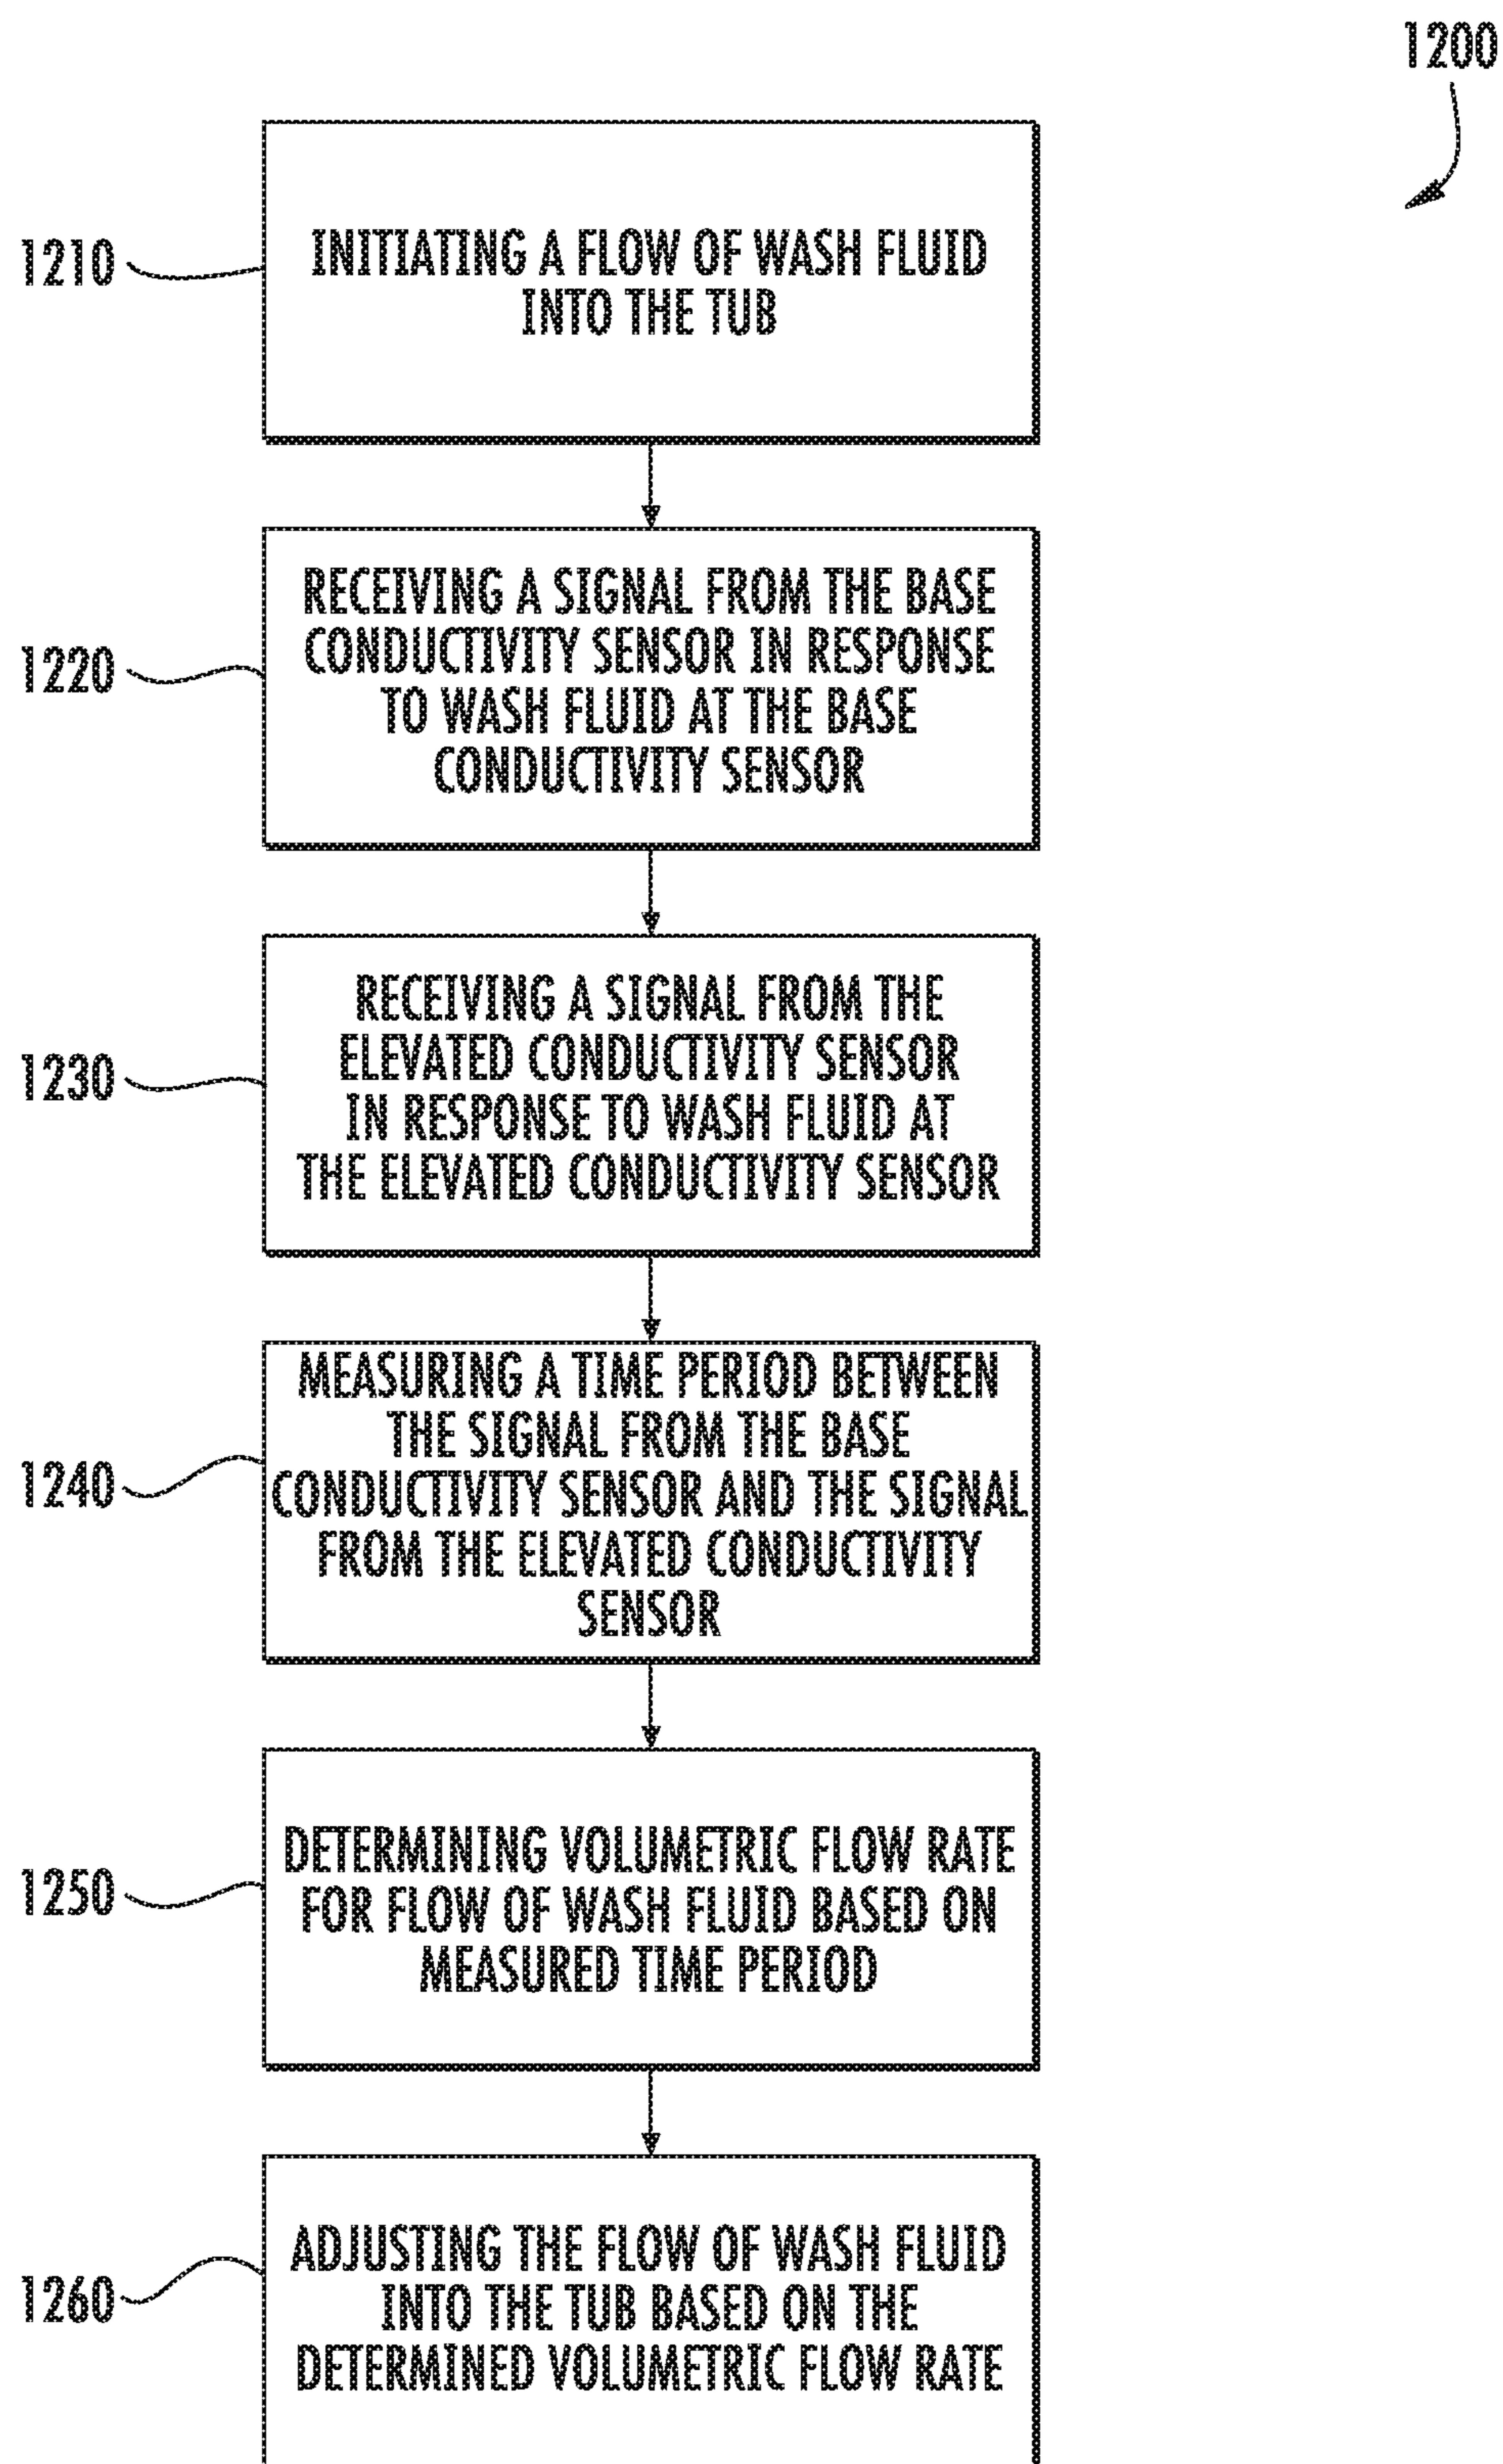 1200
1210
INITIATING A FLOW OF WASH FLUID
INTO THE TUB
1220
RECEIVING A SIGNAL FROM THE BASE
CONDUCTIVITY SENSOR IN RESPONSE
TO WASH FLUID AT THE BASE
CONDUCTIVITY SENSOR
1230
RECEIVING A SIGNAL FROM THE
ELEVATED CONDUCTIVITY SENSOR
IN RESPONSE TO WASH FLUID AT
THE ELEVATED CONDUCTIVITY SENSOR
1240
MEASURING A TIME PERIOD BETWEEN
THE SIGNAL FROM THE BASE
CONDUCTIVITY SENSOR AND THE SIGNAL
FROM THE ELEVATED CONDUCTIVITY
SENSOR
1250
DETERMINING VOLUMETRIC FLOW RATE
FOR FLOW OF WASH FLUID BASED ON
MEASURED TIME PERIOD
1260
ADJUSTING THE FLOW OF WASH FLUID
INTO THE TUB BASED ON THE
DETERMINED VOLUMETRIC FLOW RATE